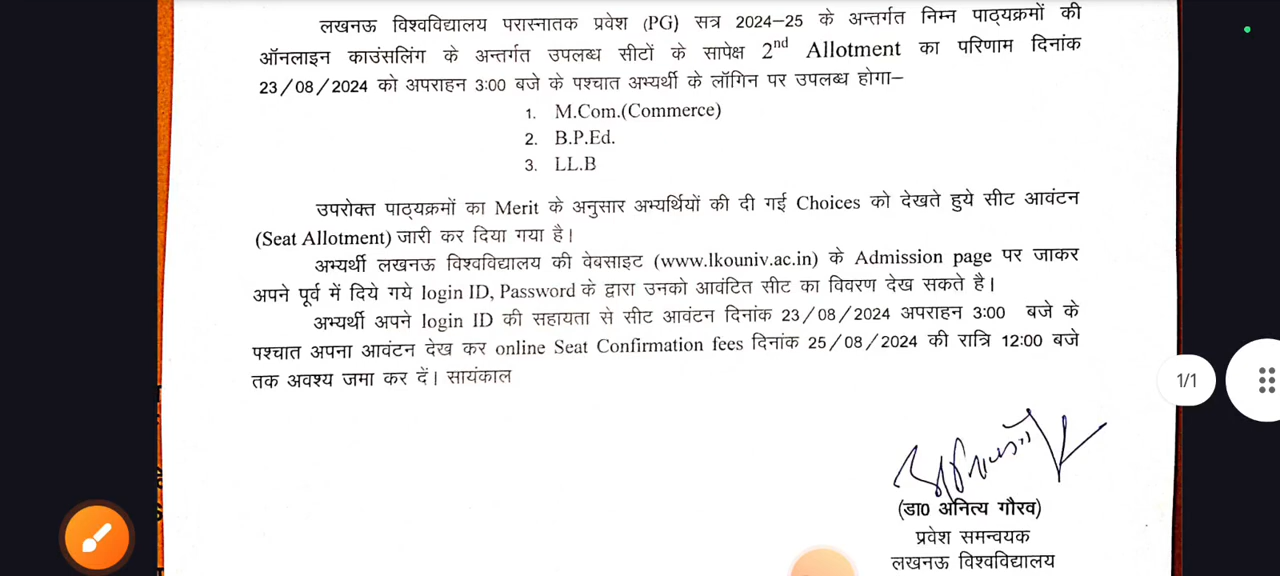 लखनऊ विश्वविद्यालय परास्नातक प्रवेश (PG) सत्र 2024-25 के अन्तर्गत निम्न पाठ्यक्रमों की
ऑनलाइन काउंसलिंग के अन्तर्गत उपलब्ध सीटों के सापेक्ष 2nd Allotment का परिणाम दिनांक
23/08/2024 को अपराहन 3:00 बजे के पश्चात अभ्यर्थी के लॉगिन पर उपलब्ध होगा–
1. M.Com.(Commerce)
2. B.P.Ed.
3. LL.B
उपरोक्त पाठ्यक्रमों का Merit के अनुसार अभ्यर्थियों की दी गई Choices को देखते हुये सीट आवंटन
(Seat Allotment) जारी कर दिया गया है।
अभ्यर्थी लखनऊ विश्वविद्यालय की वेबसाइट (www.lkouniv.ac.in) के Admission page पर जाकर
अपने पूर्व में दिये गये login ID, Password के द्वारा उनको आवंटित सीट का विवरण देख सकते है।
अभ्यर्थी अपने login ID की सहायता से सीट आवंटन दिनांक 23/08/2024 अपराहन 3:00 बजे के
पश्चात अपना आवंटन देख कर online Seat Confirmation fees दिनांक 25/08/2024 की रात्रि 12:00 बजे
तक अवश्य जमा कर दें। सायंकाल
1/1
(डा0 अनित्य गौरव)
प्रवेश समन्वयक
लखनऊ विश्वविद्यालय